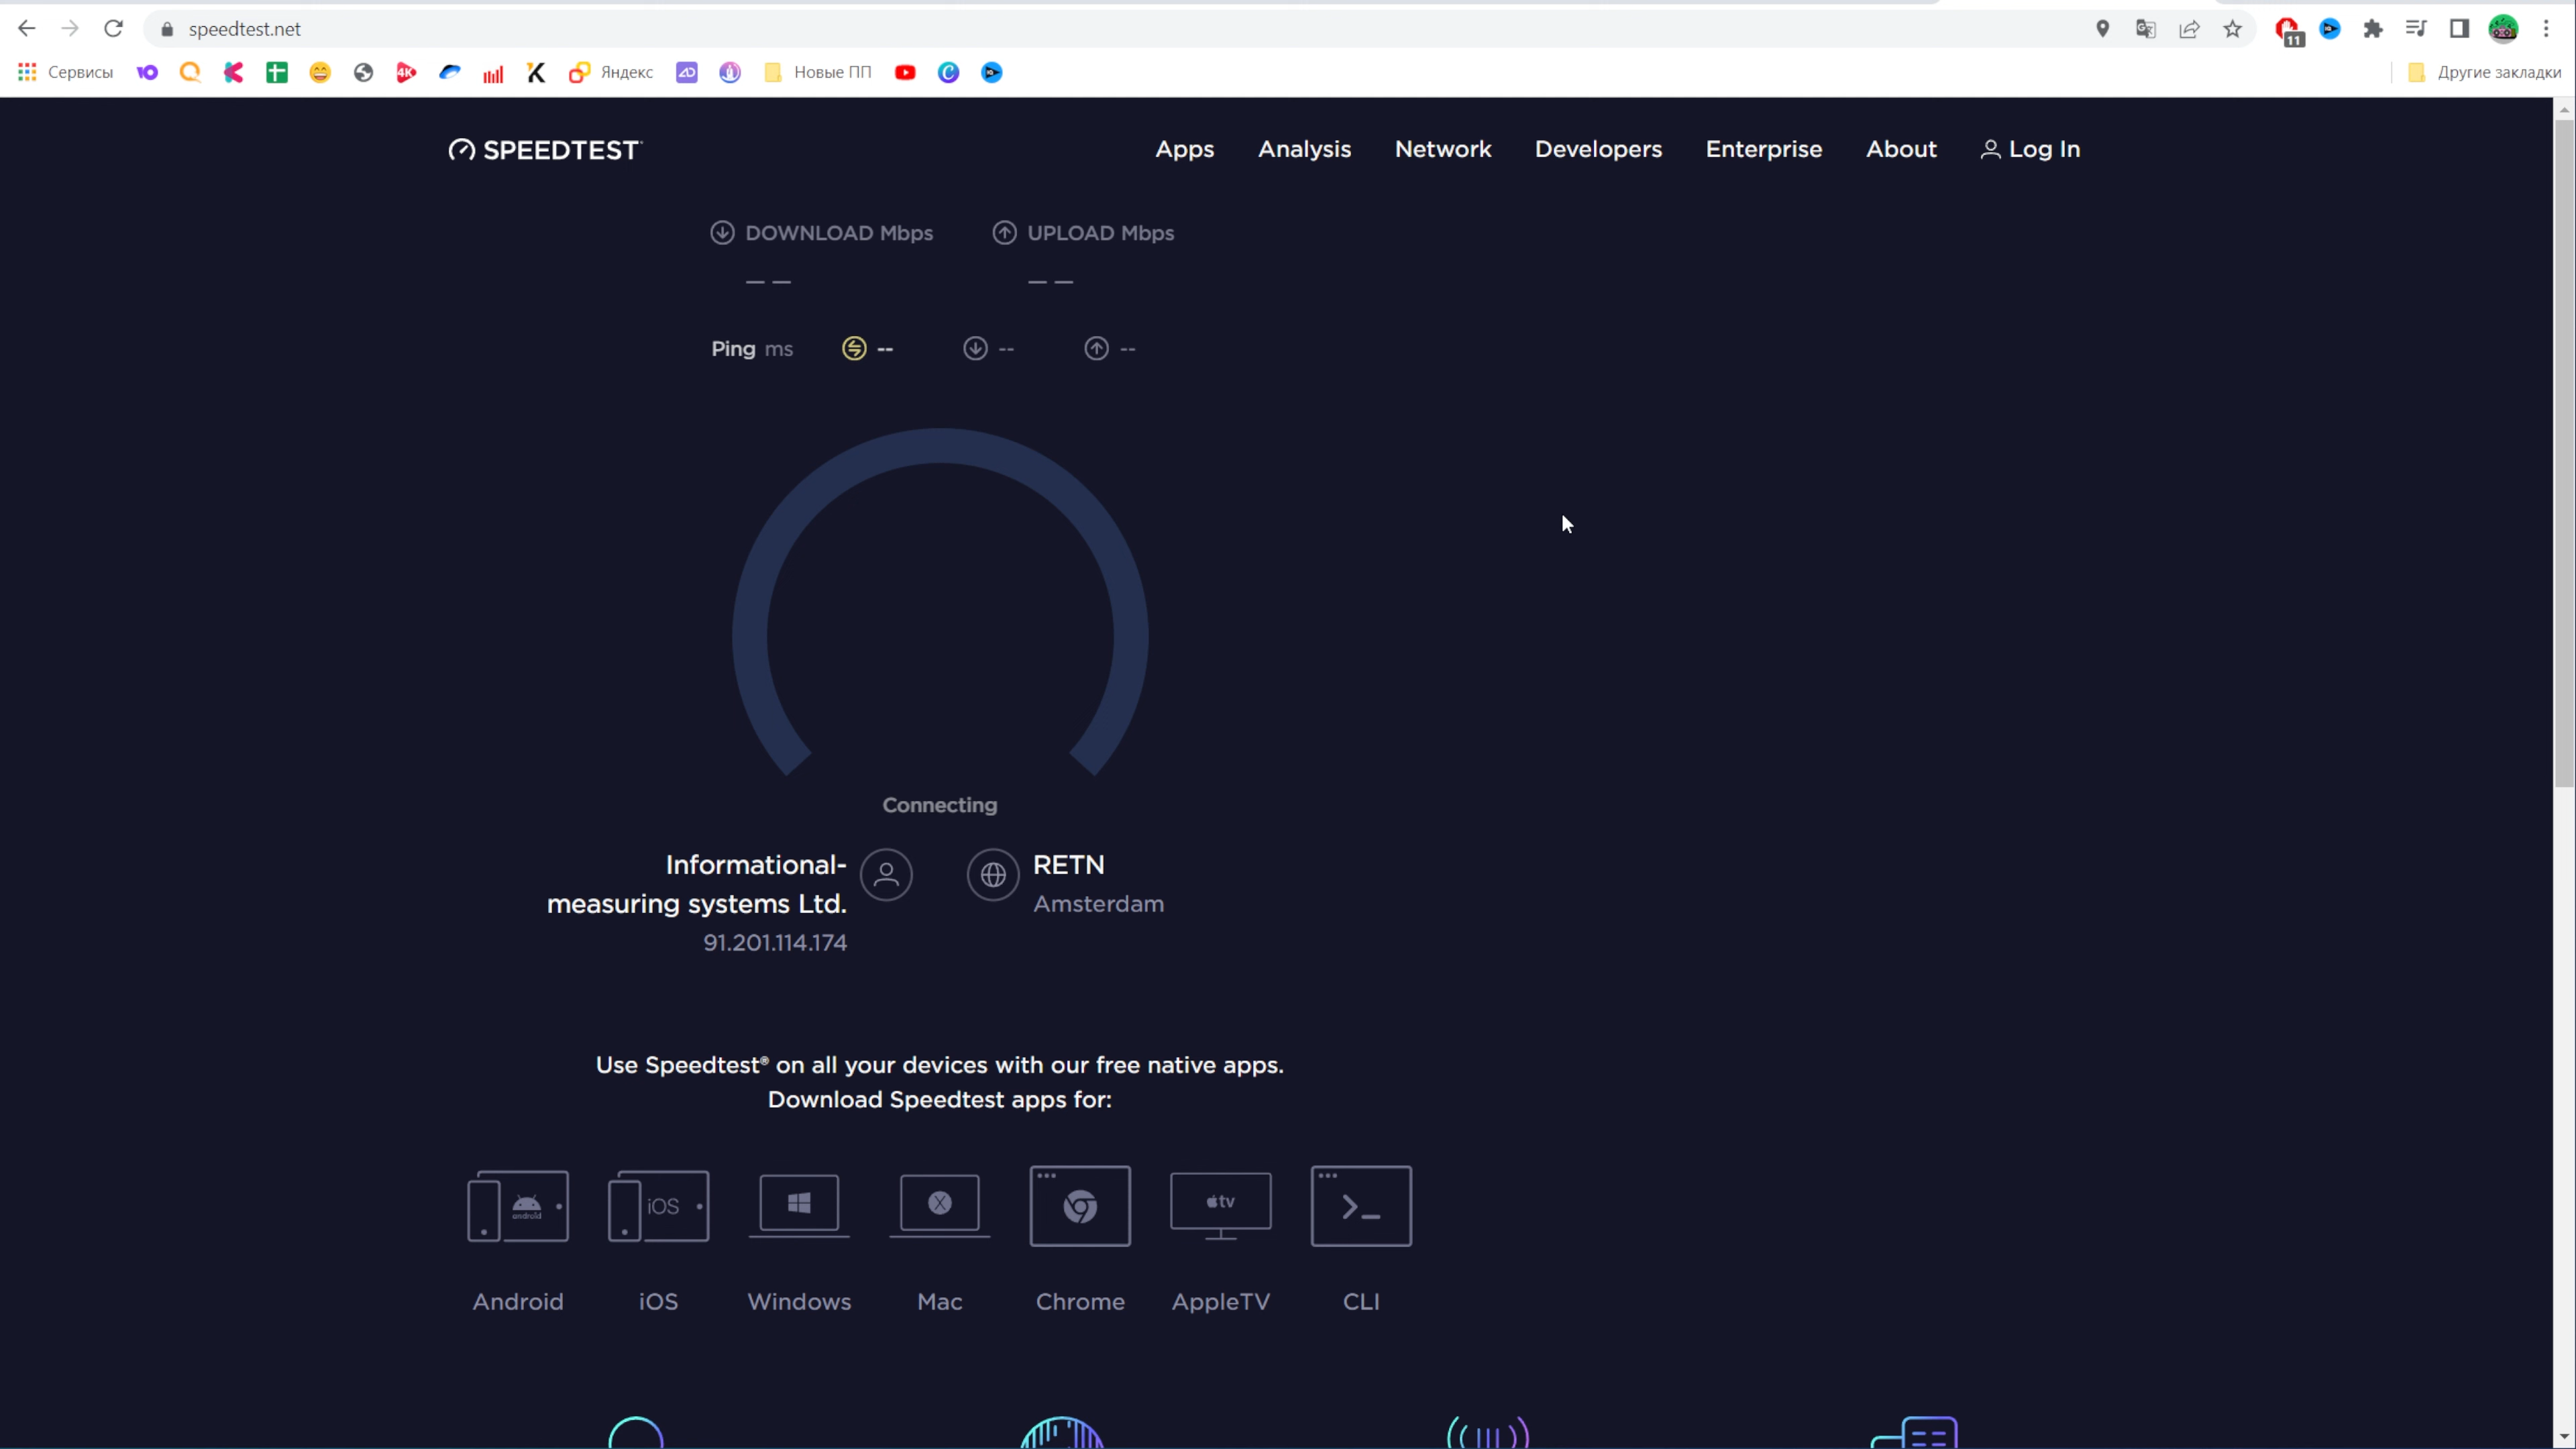 speedtest.net
11
Сервисы
4K
Яндекс
Новые ПП
Другие закладки
SPEEDTEST
Apps
Analysis
Network
Developers
Enterprise
About
Log In
DOWNLOAD Mbps
UPLOAD Mbps
— —
— —
Ping ms
--
--
--
Connecting
Informational-
measuring systems Ltd.
91.201.114.174
RETN
Amsterdam
Use Speedtest® on all your devices with our free native apps.
Download Speedtest apps for:
android
iOS
tv
Android
iOS
Windows
Mac
Chrome
AppleTV
CLI